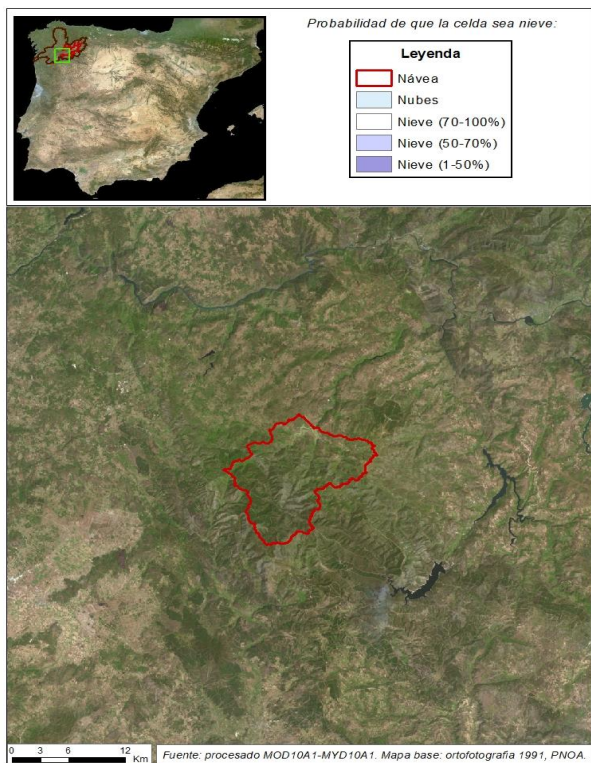 Probabilidad de que la celda sea nieve:
Leyenda
Návea
Nubes
Nieve (70-100%)
Nieve (50-70%)
Nieve (1-50%)
0 3 6 12 Km
Fuente: procesado MOD10A1-MYD10A1. Mapa base: ortofotografia 1991, PNOA.